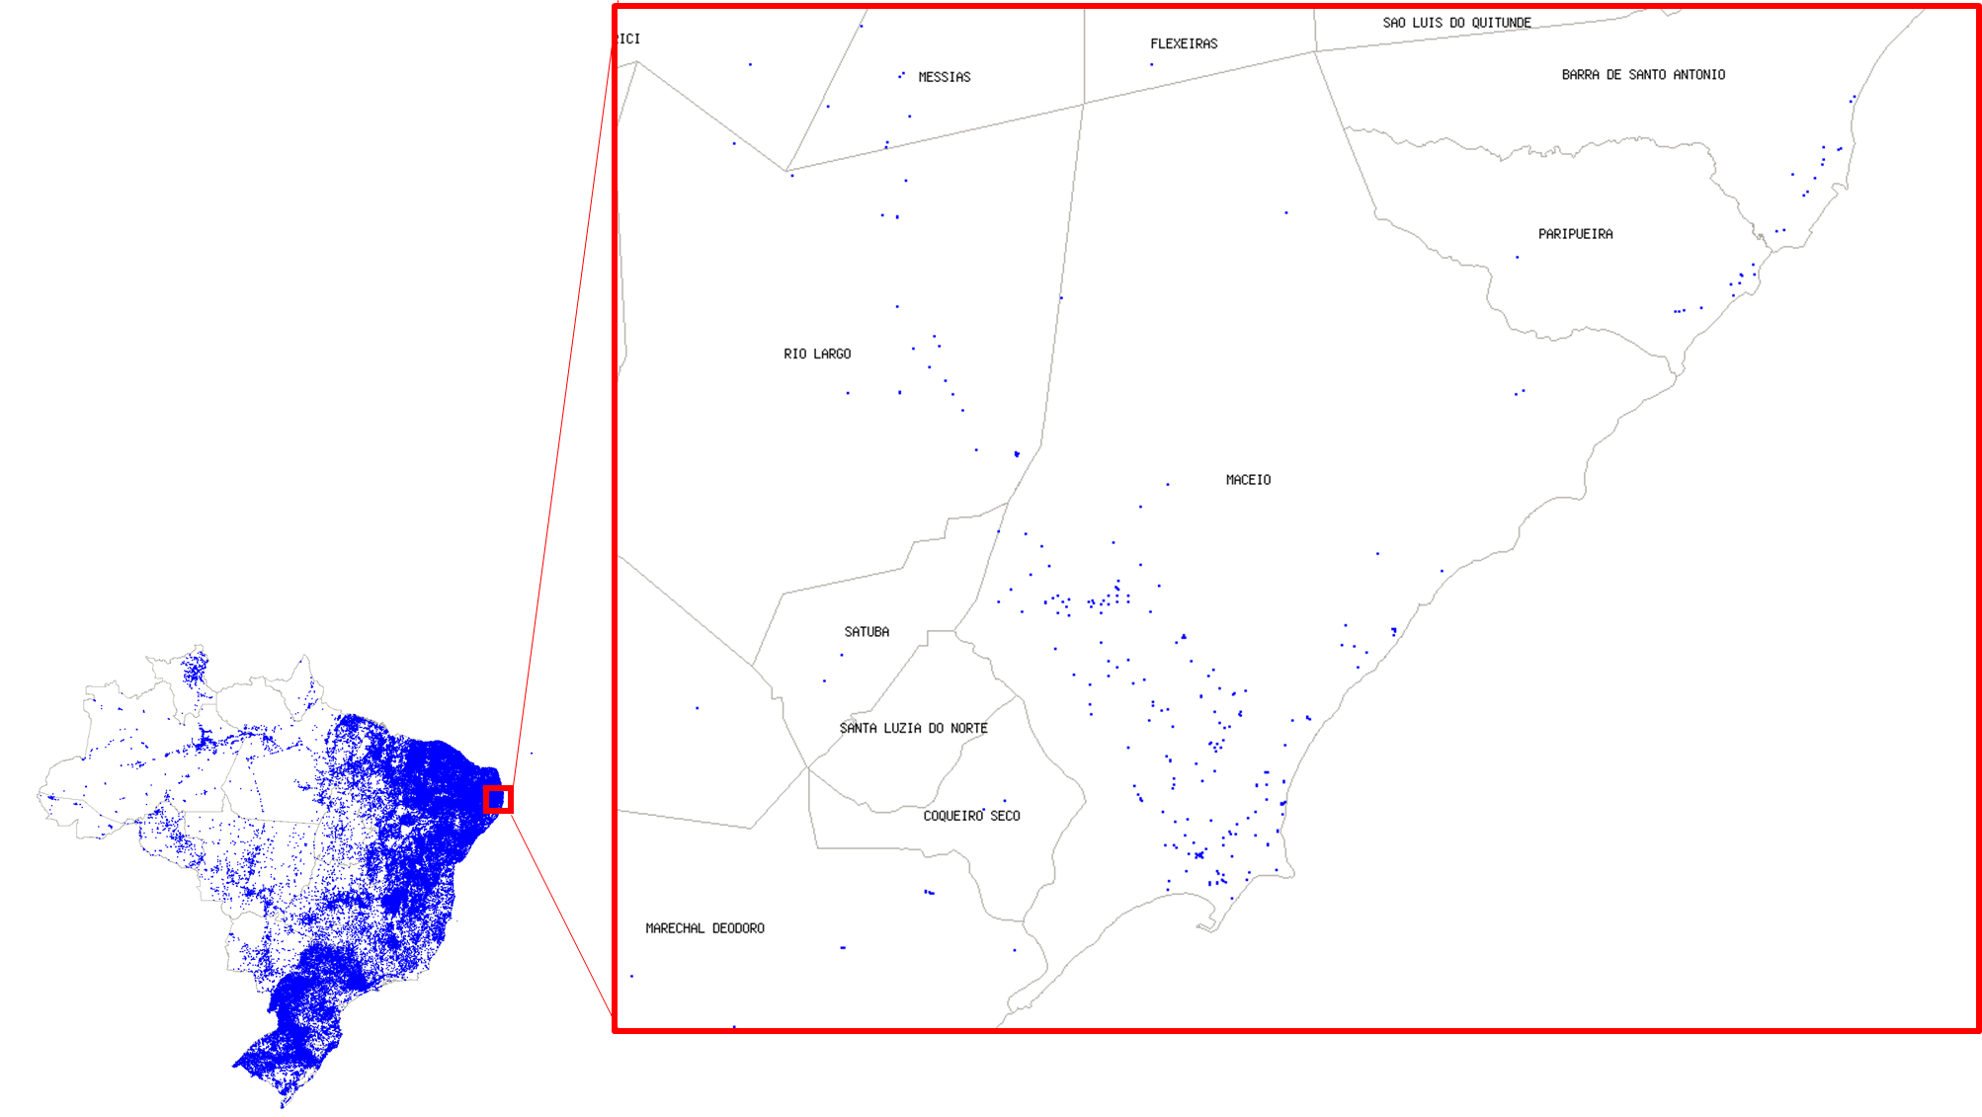 SAO LUIS DO QUITUNDE
RICI
FLEXEIRAS
MESSIAS
BARRA DE SANTO ANTONIO
PARIPUEIRA
RIO LARGO
MACEIO
SATUBA
SANTA LUZIA DO NORTE
COQUEIRO SECO
MARECHAL DEODORO